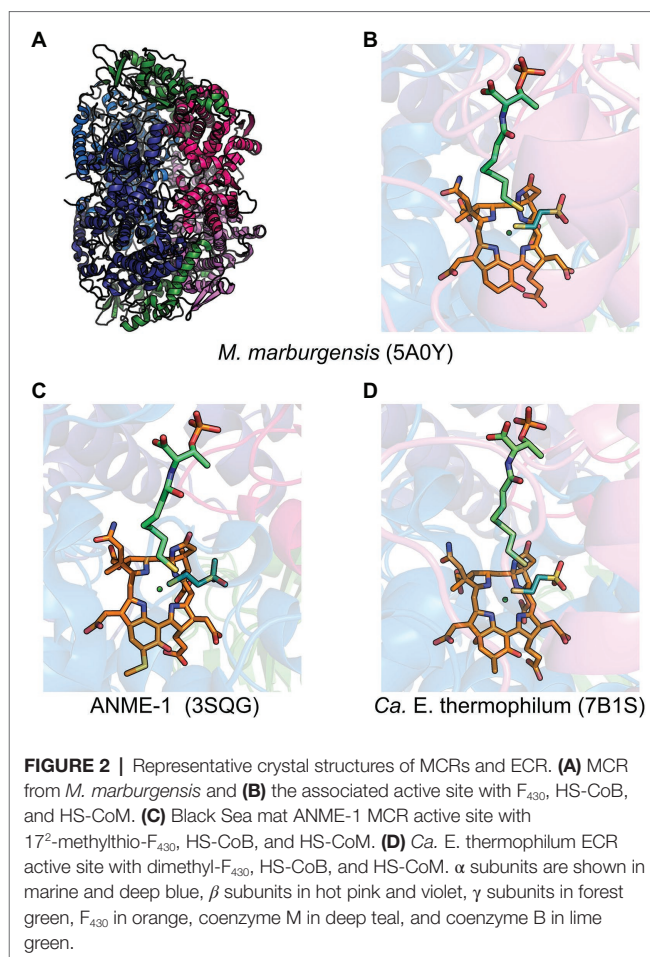 A
B
M. marburgensis (5A0Y)
C
D
ANME-1 (3SQG)
Ca. E. thermophilum (7B1S)
FIGURE 2 | Representative crystal structures of MCRs and ECR. (A) MCR
from M. marburgensis and (B) the associated active site with F₄₃₀, HS-CoB,
and HS-CoM. (C) Black Sea mat ANME-1 MCR active site with
17²-methylthio-F₄₃₀, HS-CoB, and HS-CoM. (D) Ca. E. thermophilum ECR
active site with dimethyl-F₄₃₀, HS-CoB, and HS-CoM. α subunits are shown in
marine and deep blue, β subunits in hot pink and violet, γ subunits in forest
green, F₄₃₀ in orange, coenzyme M in deep teal, and coenzyme B in lime
green.